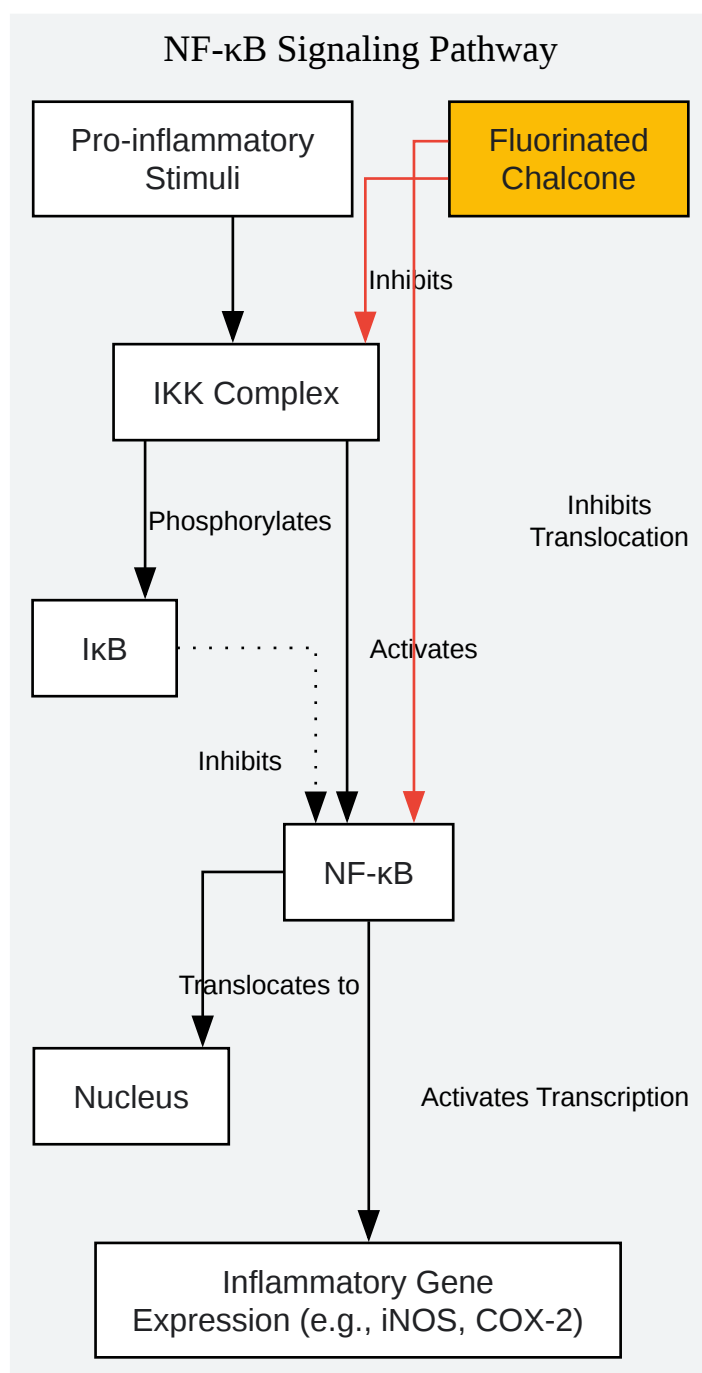 NF-κB Signaling Pathway
Pro-inflammatory
Stimuli
Fluorinated
Chalcone
Inhibits
IKK Complex
Inhibits
Translocation
Phosphorylates
IκB
Activates
Inhibits
NF-κB
Translocates to
Nucleus
Activates Transcription
Inflammatory Gene
Expression (e.g., iNOS, COX-2)